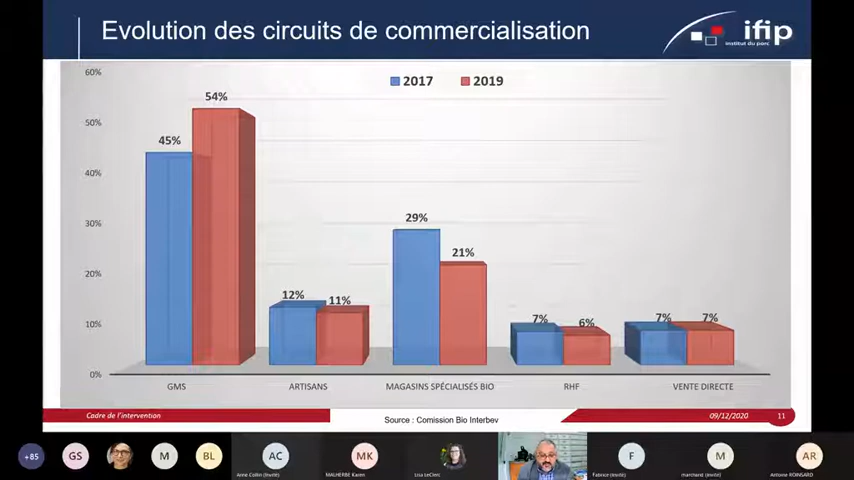 Evolution des circuits de commercialisation
ifip
institut du porc
60%
2017
2019
50%
40%
30%
20%
10%
0%
45%
54%
12%
11%
29%
21%
7%
6%
7%
7%
GMS
ARTISANS
MAGASINS SPÉCIALISÉS BIO
RHF
VENTE DIRECTE
Cadre de l'intervention
Source : Comission Bio Interbev
09/12/2020
11
+85
GS
M
BL
AC
MK
F
M
AR
Anne Collin (Invité)
MALHERBE Karen
Lisa LeClerc
Fabrice (Invité)
marchand (Invité)
Antoine ROINSARD